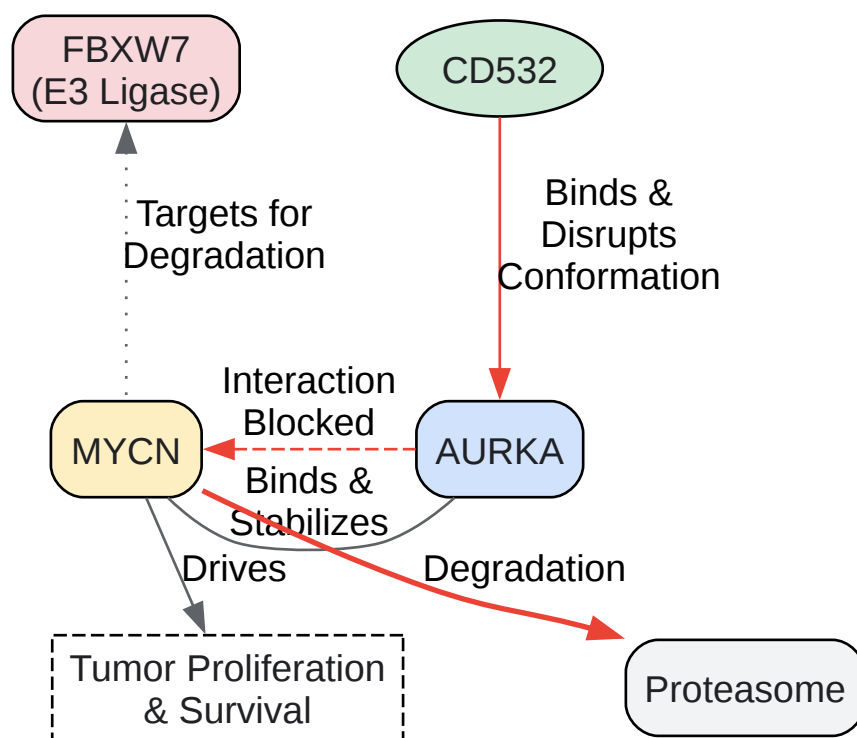 FBXW7
(E3 Ligase)
CD532
Targets for
Degradation
Binds &
Disrupts
Conformation
Interaction
Blocked
MYCN
AURKA
Binds &
Stabilizes
Drives
Degradation
Tumor Proliferation
& Survival
Proteasome